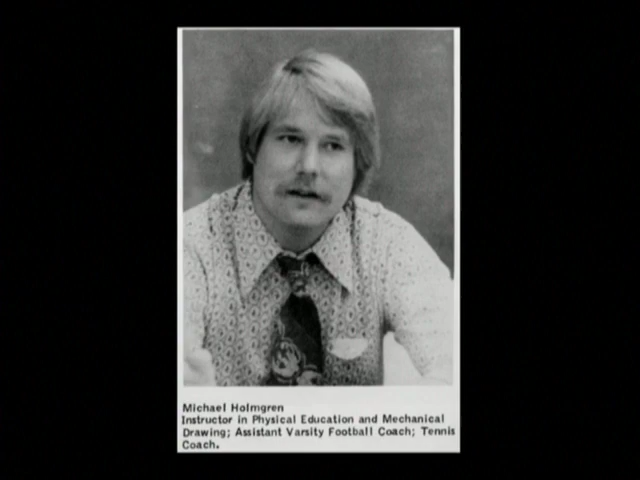 Michael Holmgren
Instructor in Physical Education and Mechanical
Drawing; Assistant Varsity Football Coach; Tennis
Coach.